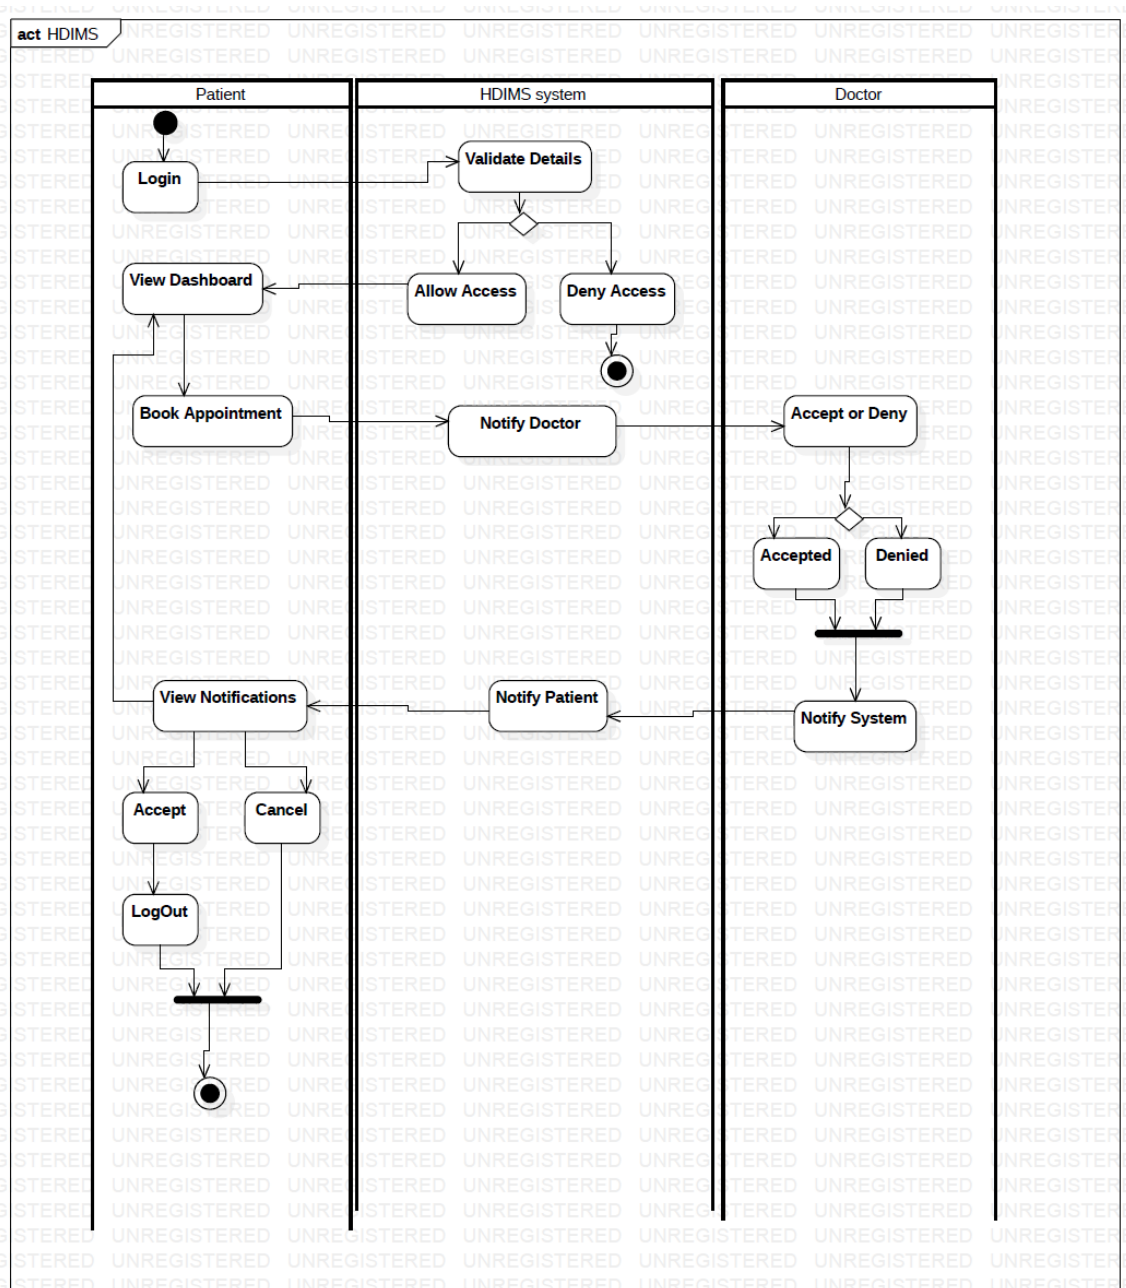 act HDIMS
Patient
HDIMS system
Doctor
Login
Validate Details
View Dashboard
Allow Access
Deny Access
Book Appointment
Notify Doctor
Accept or Deny
Accepted
Denied
View Notifications
Notify Patient
Notify System
Accept
Cancel
LogOut
UNREGISTERED